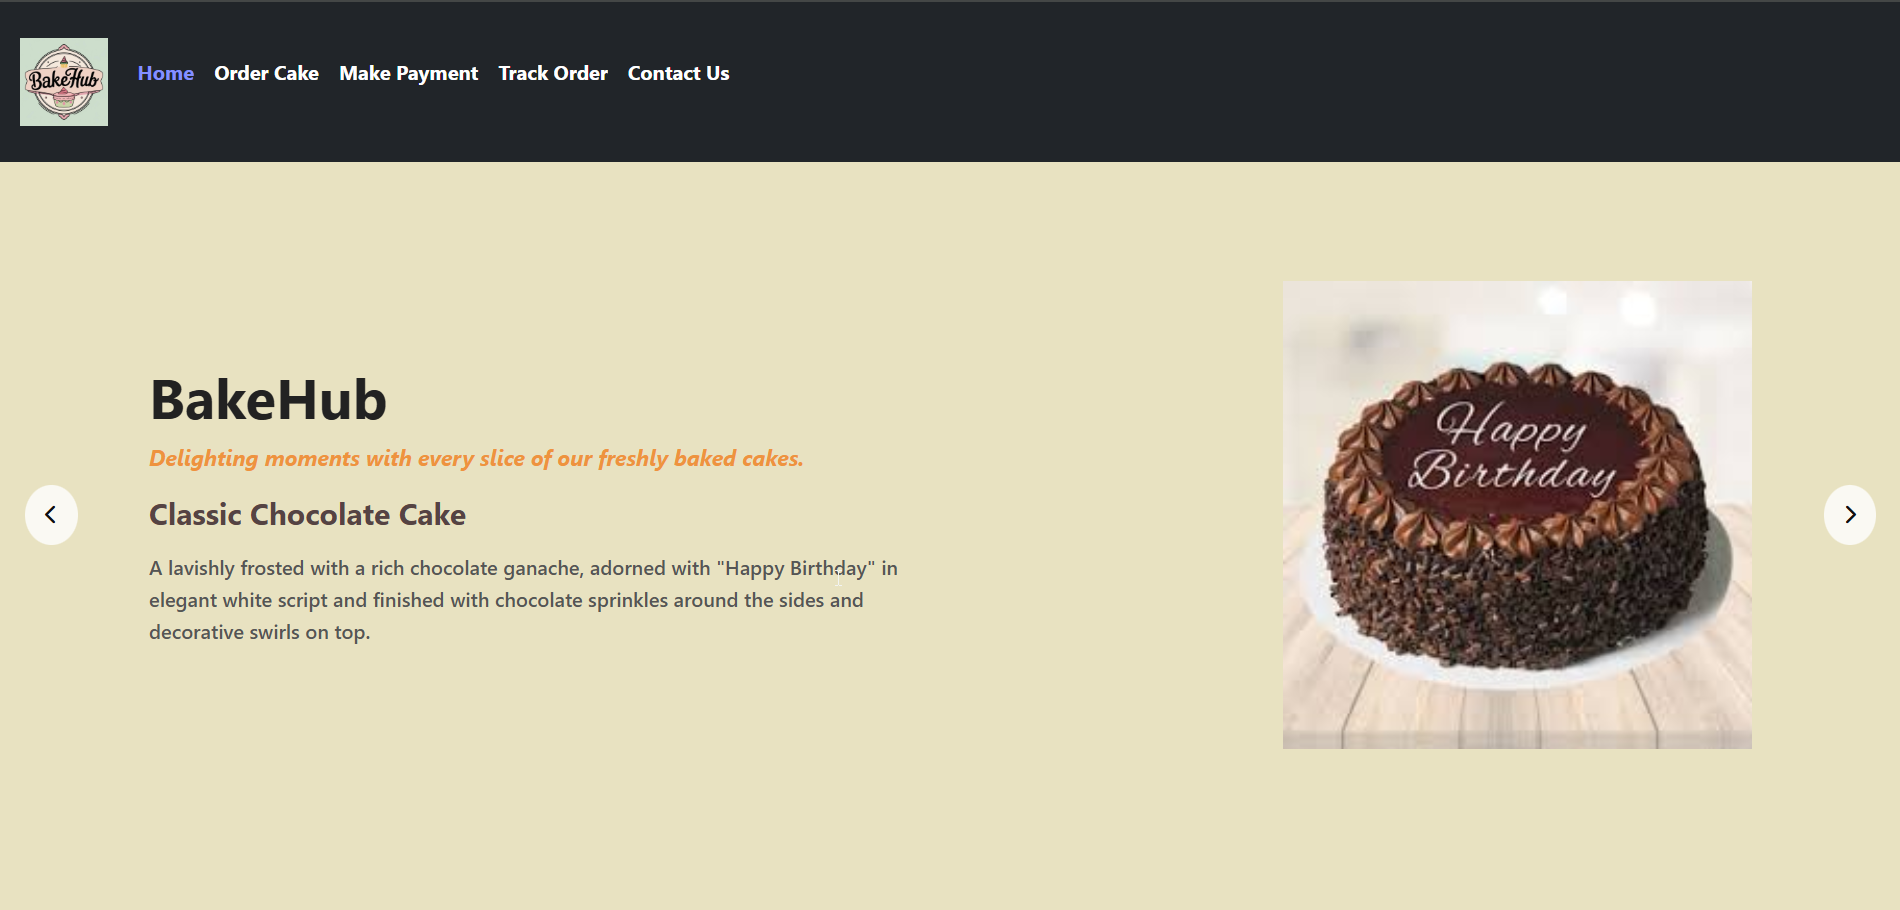 BakeHub
Home Order Cake Make Payment Track Order Contact Us
BakeHub
Delighting moments with every slice of our freshly baked cakes.
Classic Chocolate Cake
A lavishly frosted with a rich chocolate ganache, adorned with "Happy Birthday" in
elegant white script and finished with chocolate sprinkles around the sides and
decorative swirls on top.
Happy
Birthday